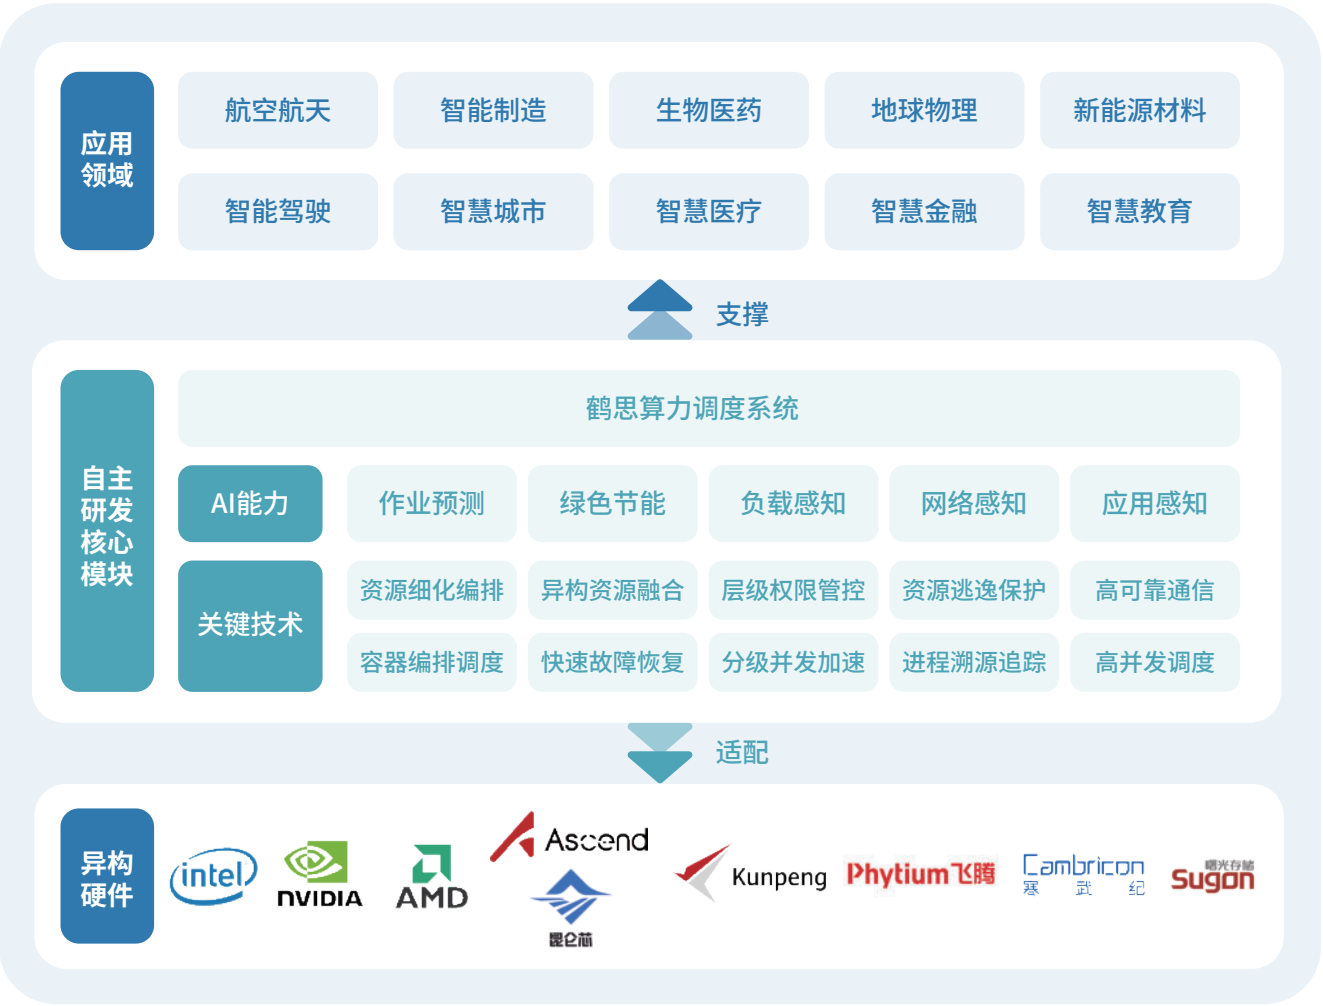 应用
领域
航空航天
智能制造
生物医药
地球物理
新能源材料
智能驾驶
智慧城市
智慧医疗
智慧金融
智慧教育
支撑
自主
研发
核心
模块
鹤思算力调度系统
AI能力
作业预测
绿色节能
负载感知
网络感知
应用感知
关键技术
资源细化编排
异构资源融合
层级权限管控
资源逃逸保护
高可靠通信
容器编排调度
快速故障恢复
分级并发加速
进程溯源追踪
高并发调度
适配
异构
硬件
intel
NVIDIA
AMD
Ascend
昆仑芯
Kunpeng
Phytium飞腾
Cambricon
寒武纪
曙光存储
Sugon